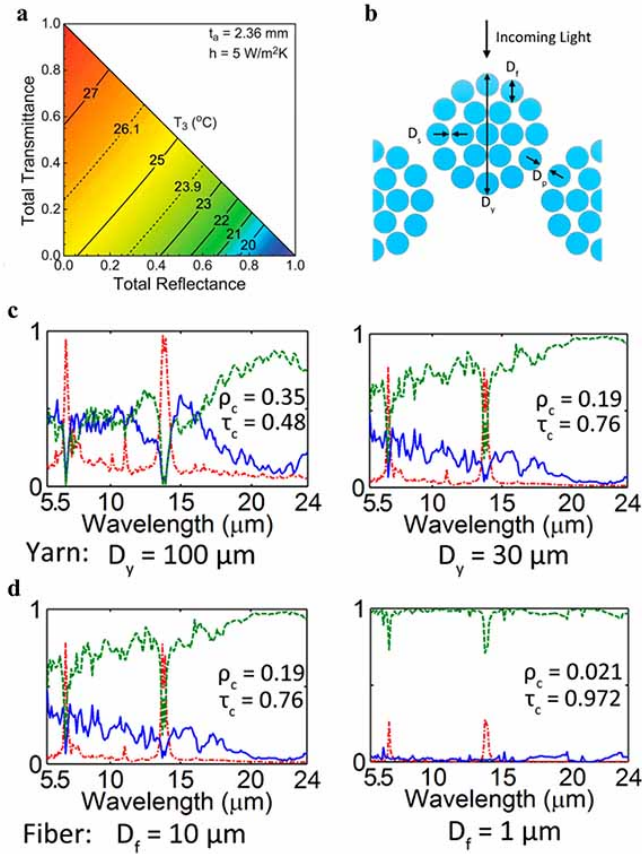 a
t_a = 2.36 mm
h = 5 W/m²K
T₃ (°C)
27
26.1
25
23.9
23
22
21
20
Total Transmittance
1.0
0.8
0.6
0.4
0.2
0.0
0.0 0.2 0.4 0.6 0.8 1.0
Total Reflectance
b
Incoming Light
D_f
D_s
D_p
D_y
c
1
0
ρ_c = 0.35
τ_c = 0.48
5.5 10 15 20 24
Wavelength (μm)
Yarn: D_y = 100 μm
1
0
ρ_c = 0.19
τ_c = 0.76
5.5 10 15 20 24
Wavelength (μm)
D_y = 30 μm
d
1
0
ρ_c = 0.19
τ_c = 0.76
5.5 10 15 20 24
Wavelength (μm)
Fiber: D_f = 10 μm
1
0
ρ_c = 0.021
τ_c = 0.972
5.5 10 15 20 24
Wavelength (μm)
D_f = 1 μm